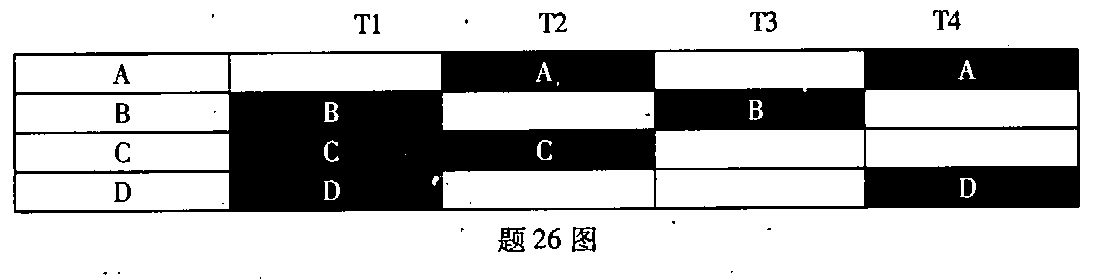 T1 T2 T3 T4
A A A
B B B
C C C
D D D
题26图